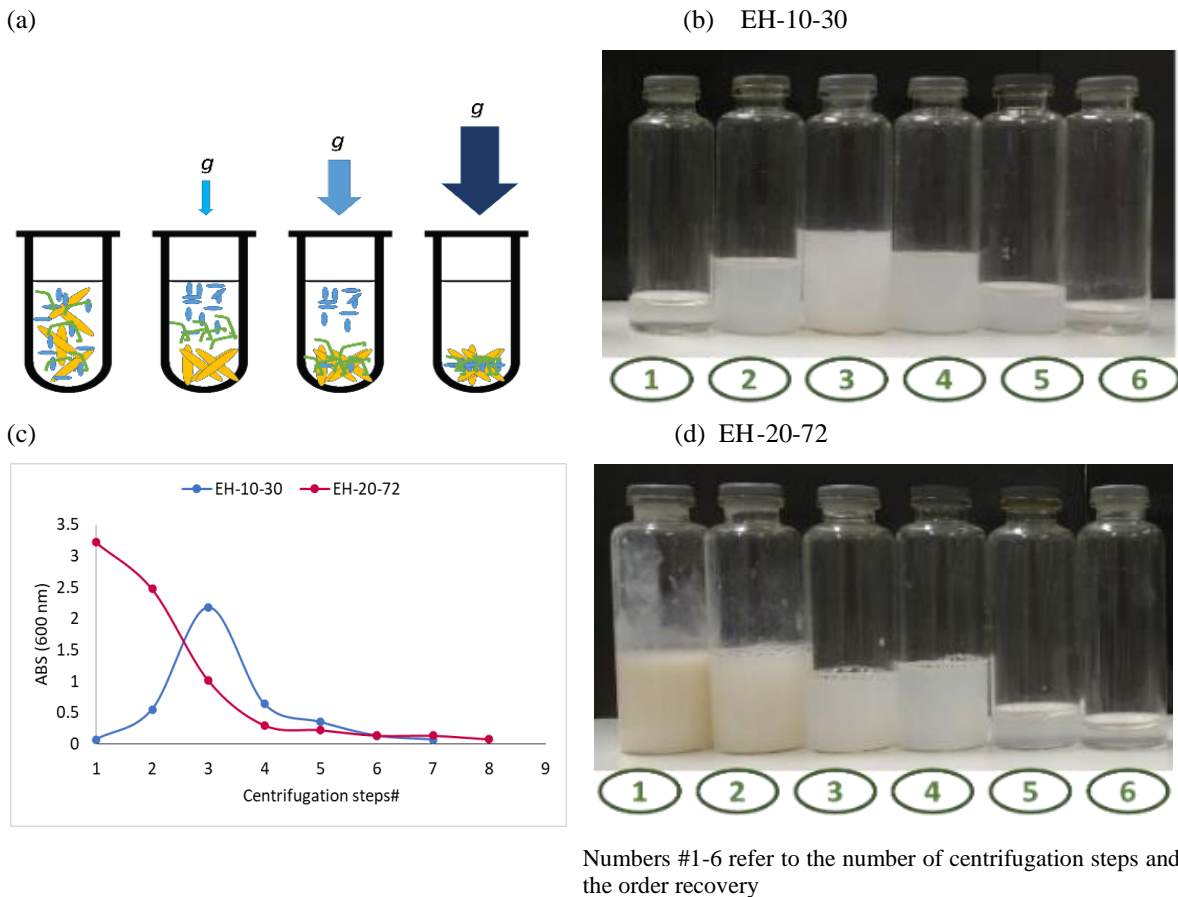 (a)
(b) EH-10-30
g
g
g
1 2 3 4 5 6
(c)
(d) EH-20-72
EH-10-30 EH-20-72
3.5
3
2.5
2
1.5
1
0.5
0
ABS (600 nm)
1 2 3 4 5 6 7 8 9
Centrifugation steps#
1 2 3 4 5 6
Numbers #1-6 refer to the number of centrifugation steps and
the order recovery